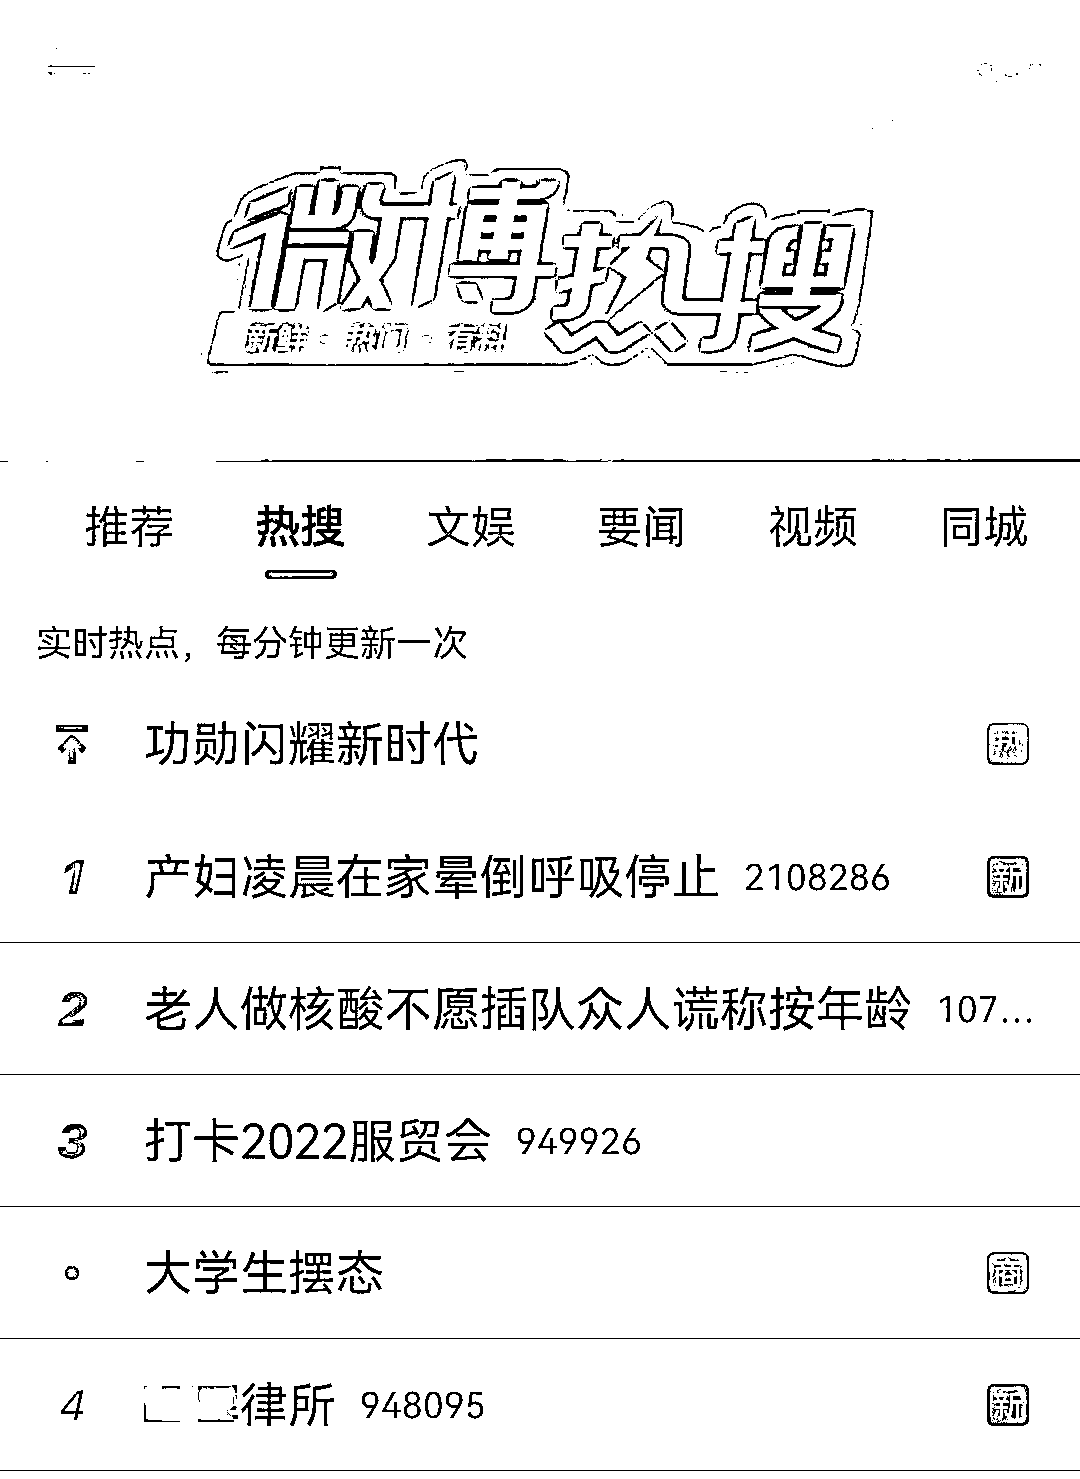 微博热搜
新鲜·热门·有料
推荐 热搜 文娱 要闻 视频 同城
实时热点，每分钟更新一次
功勋闪耀新时代 热
1 产妇凌晨在家晕倒呼吸停止 2108286 新
2 老人做核酸不愿插队众人谎称按年龄 107...
3 打卡2022服贸会 949926
大学生摆态 商
4 律所 948095 新